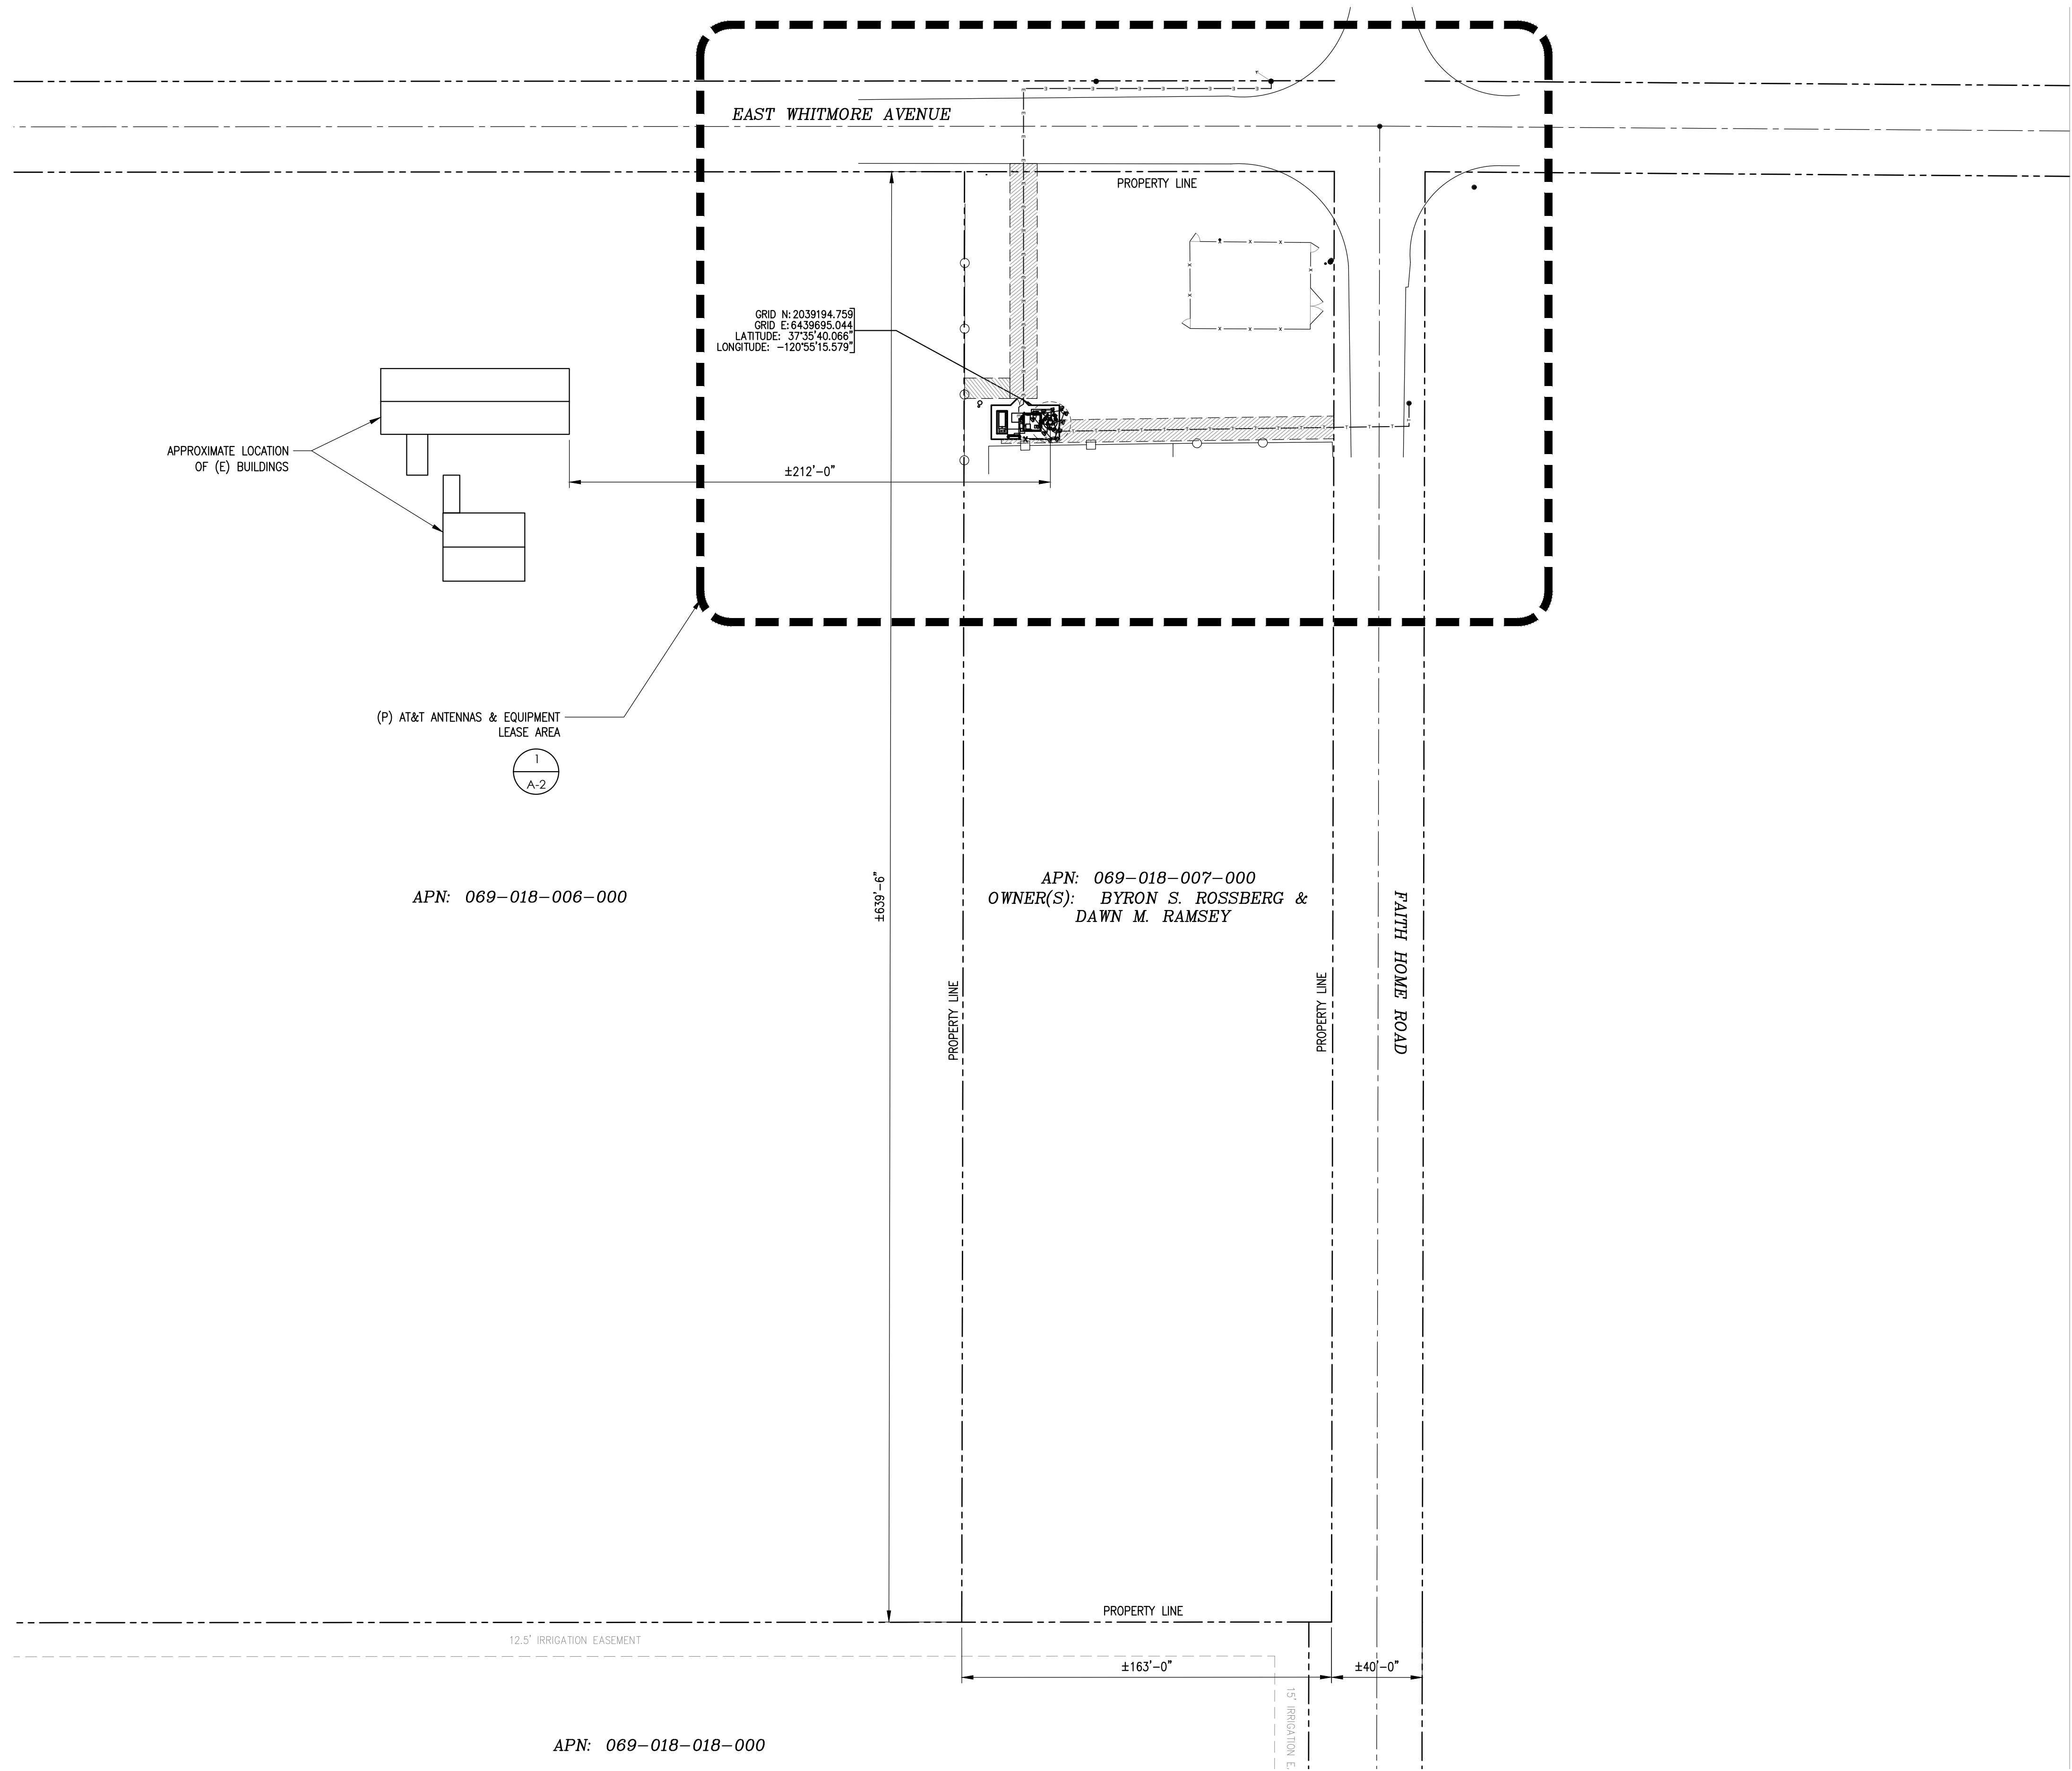 EAST WHITMORE AVENUE
PROPERTY LINE
GRID N: 2039194.759
GRID E: 6439695.044
LATITUDE: 37°35'40.066"
LONGITUDE: -120°55'15.579"
APPROXIMATE LOCATION
OF (E) BUILDINGS
±212'-0"
(P) AT&T ANTENNAS & EQUIPMENT
LEASE AREA
1
A-2
APN: 069-018-006-000
±639'-6"
APN: 069-018-007-000
OWNER(S): BYRON S. ROSSBERG &
DAWN M. RAMSEY
FAITH HOME ROAD
PROPERTY LINE
PROPERTY LINE
PROPERTY LINE
12.5' IRRIGATION EASEMENT
±163'-0"
±40'-0"
15' IRRIGATION E.
APN: 069-018-018-000